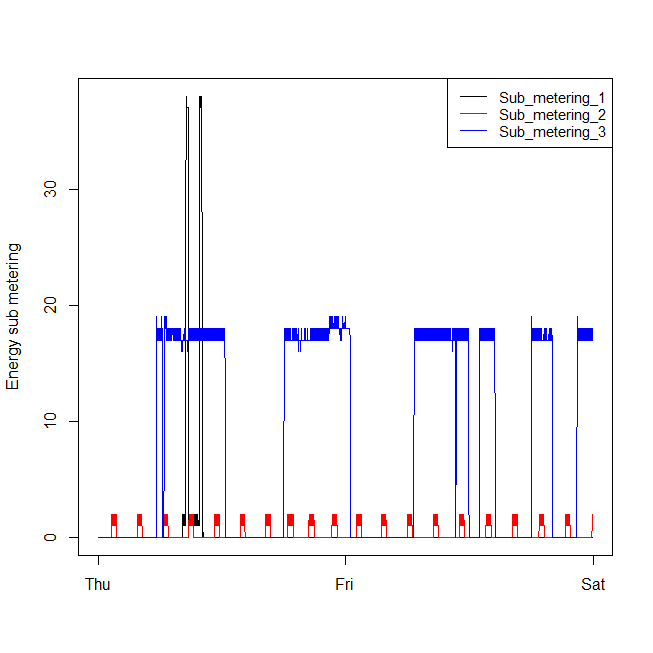 Sub_metering_1
Sub_metering_2
Sub_metering_3
Energy sub metering
30
20
10
0
Thu Fri Sat